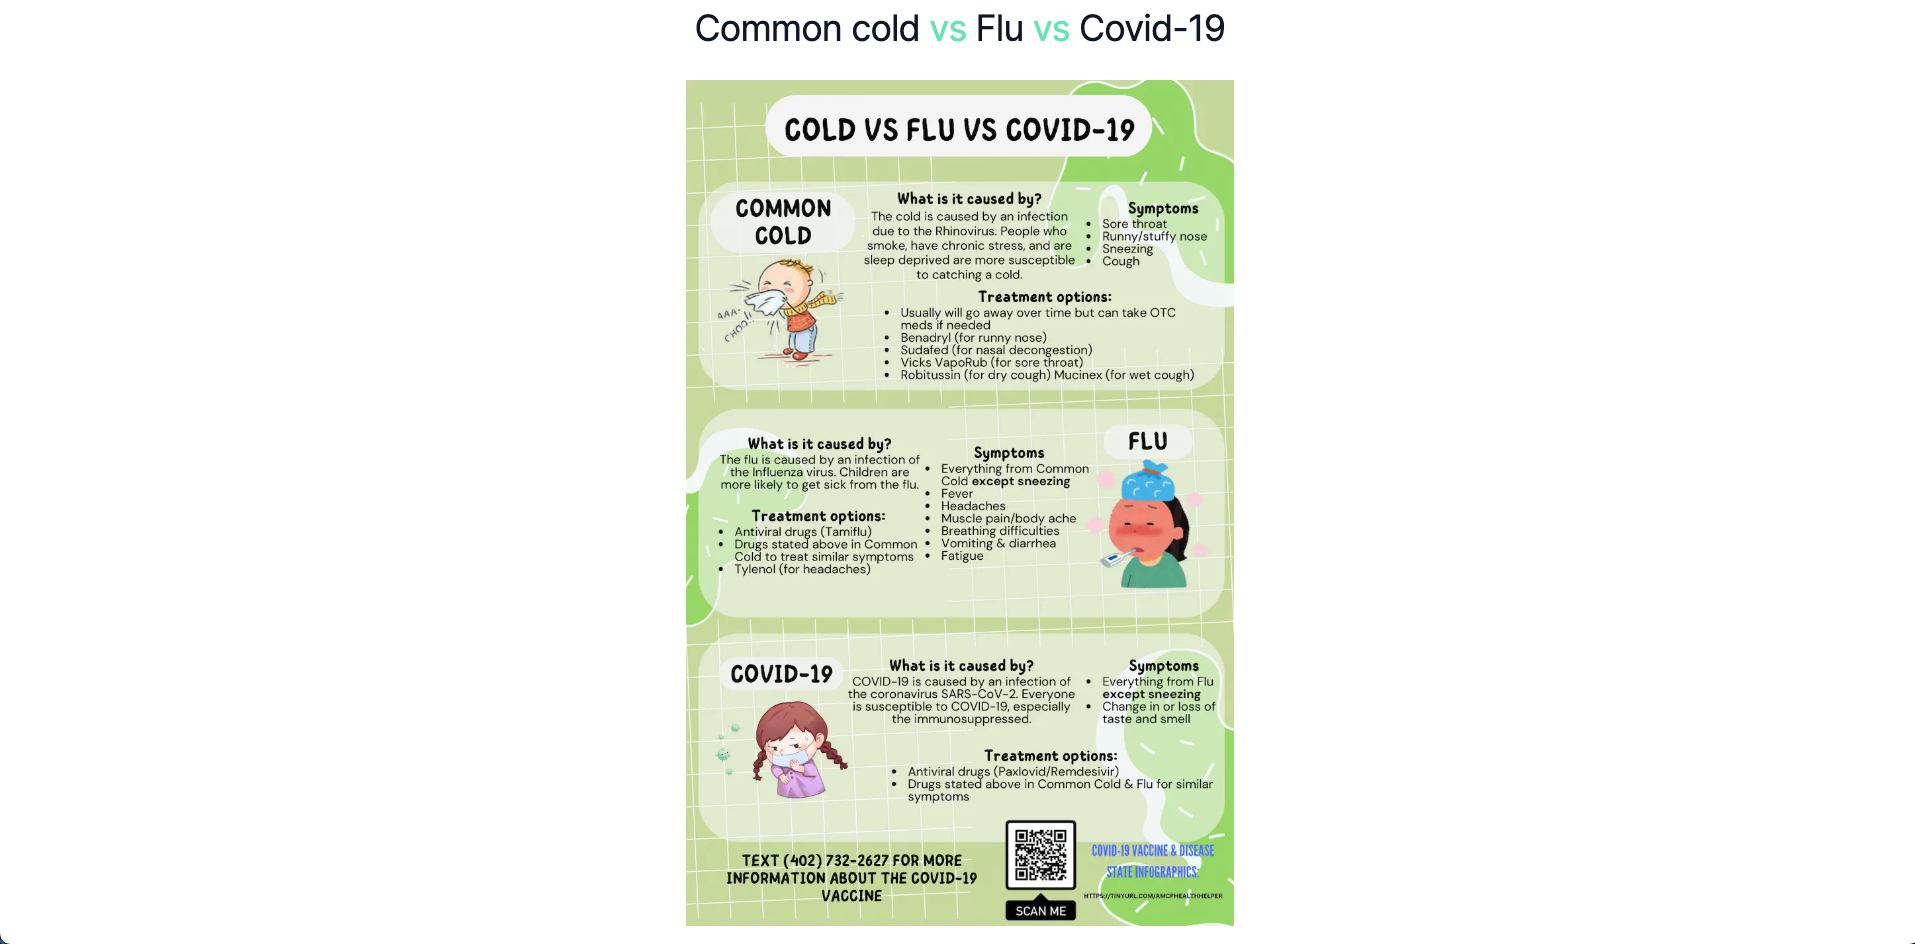 Common cold vs Flu vs Covid-19
COLD VS FLU VS COVID-19
COMMON
COLD
AAA-
CHOO!!
What is it caused by?
The cold is caused by an infection
due to the Rhinovirus. People who
smoke, have chronic stress, and are
sleep deprived are more susceptible
to catching a cold.
Symptoms
• Sore throat
• Runny/stuffy nose
• Sneezing
• Cough
Treatment options:
• Usually will go away over time but can take OTC
meds if needed
• Benadryl (for runny nose)
• Sudafed (for nasal decongestion)
• Vicks VapoRub (for sore throat)
• Robitussin (for dry cough) Mucinex (for wet cough)
What is it caused by?
The flu is caused by an infection of
the Influenza virus. Children are
more likely to get sick from the flu.
Treatment options:
• Antiviral drugs (Tamiflu)
• Drugs stated above in Common
Cold to treat similar symptoms
• Tylenol (for headaches)
Symptoms
• Everything from Common
Cold except sneezing
• Fever
• Headaches
• Muscle pain/body ache
• Breathing difficulties
• Vomiting & diarrhea
• Fatigue
FLU
COVID-19
What is it caused by?
COVID-19 is caused by an infection of
the coronavirus SARS-CoV-2. Everyone
is susceptible to COVID-19, especially
the immunosuppressed.
Symptoms
• Everything from Flu
except sneezing
• Change in or loss of
taste and smell
Treatment options:
• Antiviral drugs (Paxlovid/Remdesivir)
• Drugs stated above in Common Cold & Flu for similar
symptoms
TEXT (402) 732-2627 FOR MORE
INFORMATION ABOUT THE COVID-19
VACCINE
SCAN ME
COVID-19 VACCINE & DISEASE
STATE INFOGRAPHICS:
HTTPS://TINYURL.COM/AMCPHEALTHHELPER